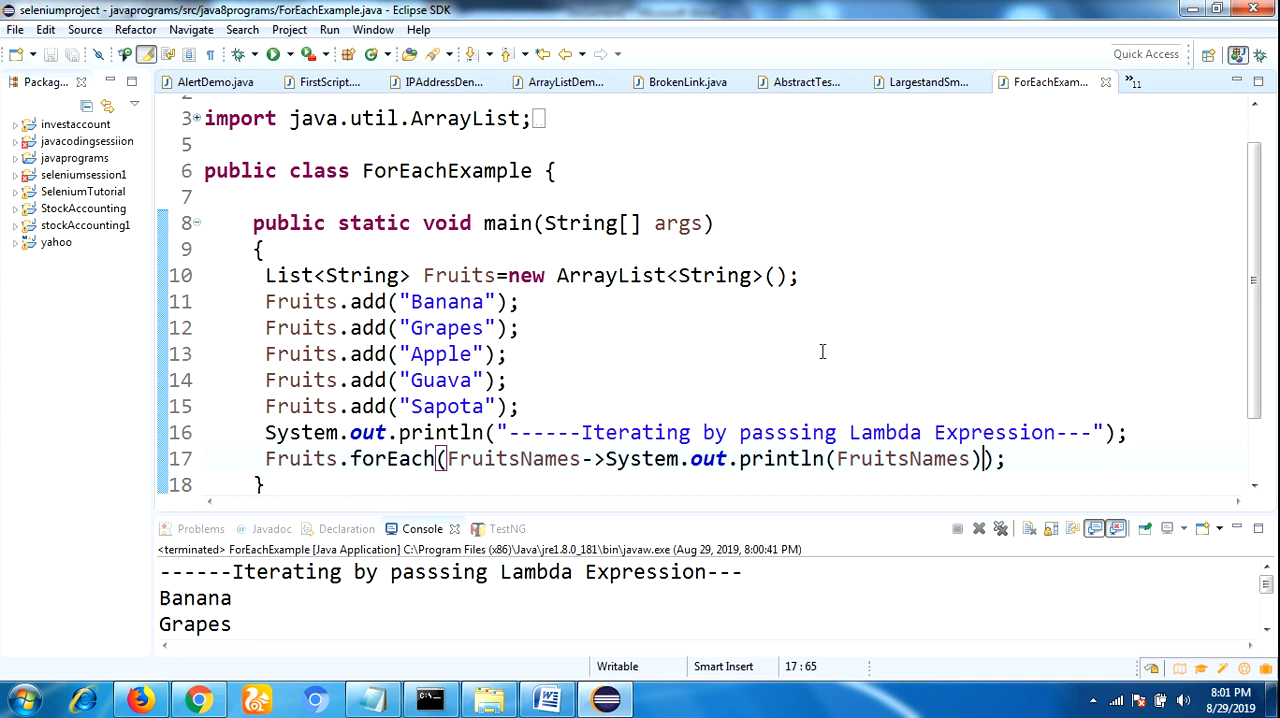 seleniumproject - javaprograms/src/java8programs/ForEachExample.java - Eclipse SDK
File Edit Source Refactor Navigate Search Project Run Window Help
Quick Access
Packag...
AlertDemo.java FirstScript.... IPAddressDen... ArrayListDem... BrokenLink.java AbstractTes... LargestandSm... ForEachExam... »11
investaccount
javacodingsessiion
javaprograms
seleniumsession1
SeleniumTutorial
StockAccounting
stockAccounting1
yahoo
2
3 import java.util.ArrayList;
5
6 public class ForEachExample {
7
8 public static void main(String[] args)
9 {
10 List<String> Fruits=new ArrayList<String>();
11 Fruits.add("Banana");
12 Fruits.add("Grapes");
13 Fruits.add("Apple");
14 Fruits.add("Guava");
15 Fruits.add("Sapota");
16 System.out.println("------Iterating by passsing Lambda Expression---");
17 Fruits.forEach(FruitsNames->System.out.println(FruitsNames));
18 }
Problems @ Javadoc Declaration Console TestNG
<terminated> ForEachExample [Java Application] C:\Program Files (x86)\Java\jre1.8.0_181\bin\javaw.exe (Aug 29, 2019, 8:00:41 PM)
------Iterating by passsing Lambda Expression---
Banana
Grapes
Writable Smart Insert 17 : 65
8:01 PM
8/29/2019